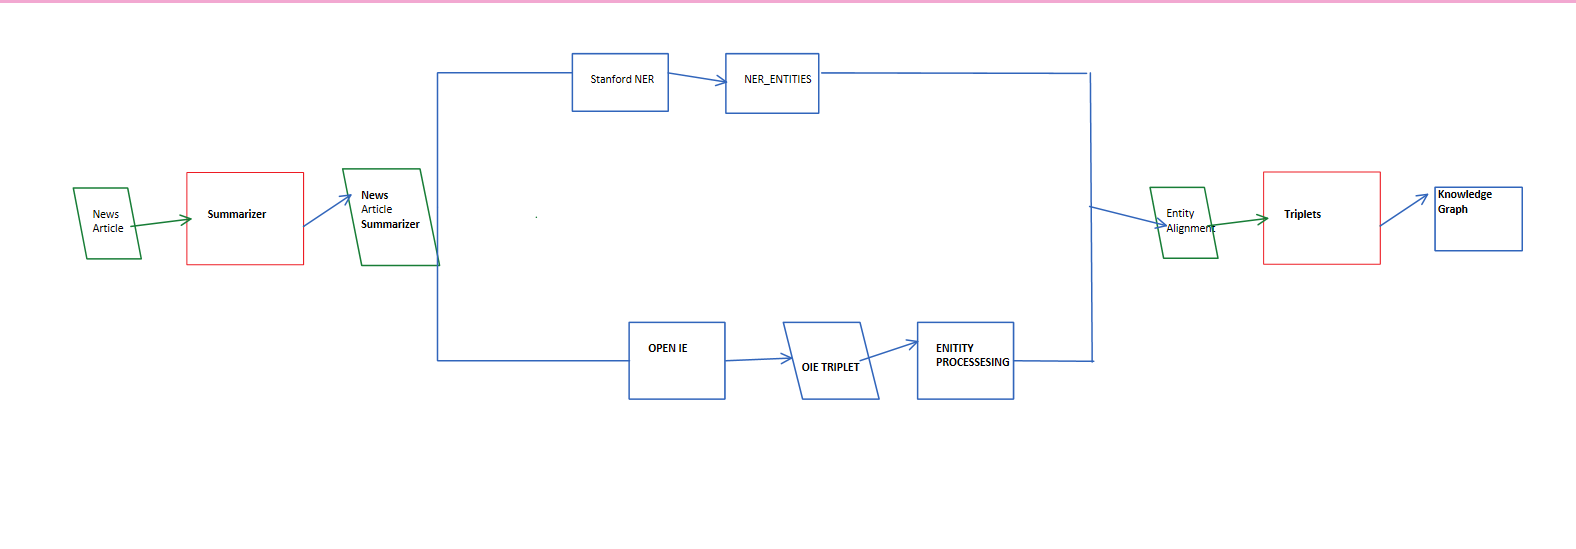 Stanford NER
NER_ENTITIES
News
Article
Summarizer
News
Article
Summarizer
Entity
Alignment
Triplets
Knowledge
Graph
OPEN IE
OIE TRIPLET
ENITITY
PROCESSESING